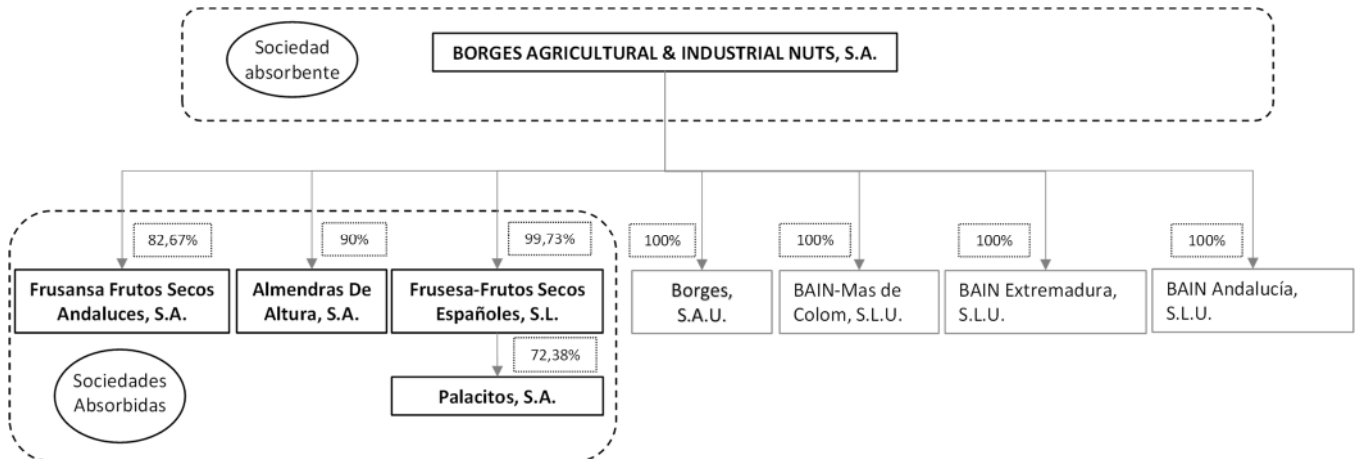 Sociedad
absorbente
BORGES AGRICULTURAL & INDUSTRIAL NUTS, S.A.
82,67%
90%
99,73%
100%
100%
100%
100%
Frusansa Frutos Secos
Andaluces, S.A.
Almendras De
Altura, S.A.
Frusesa-Frutos Secos
Españoles, S.L.
Borges,
S.A.U.
BAIN-Mas de
Colom, S.L.U.
BAIN Extremadura,
S.L.U.
BAIN Andalucía,
S.L.U.
72,38%
Sociedades
Absorbidas
Palacitos, S.A.